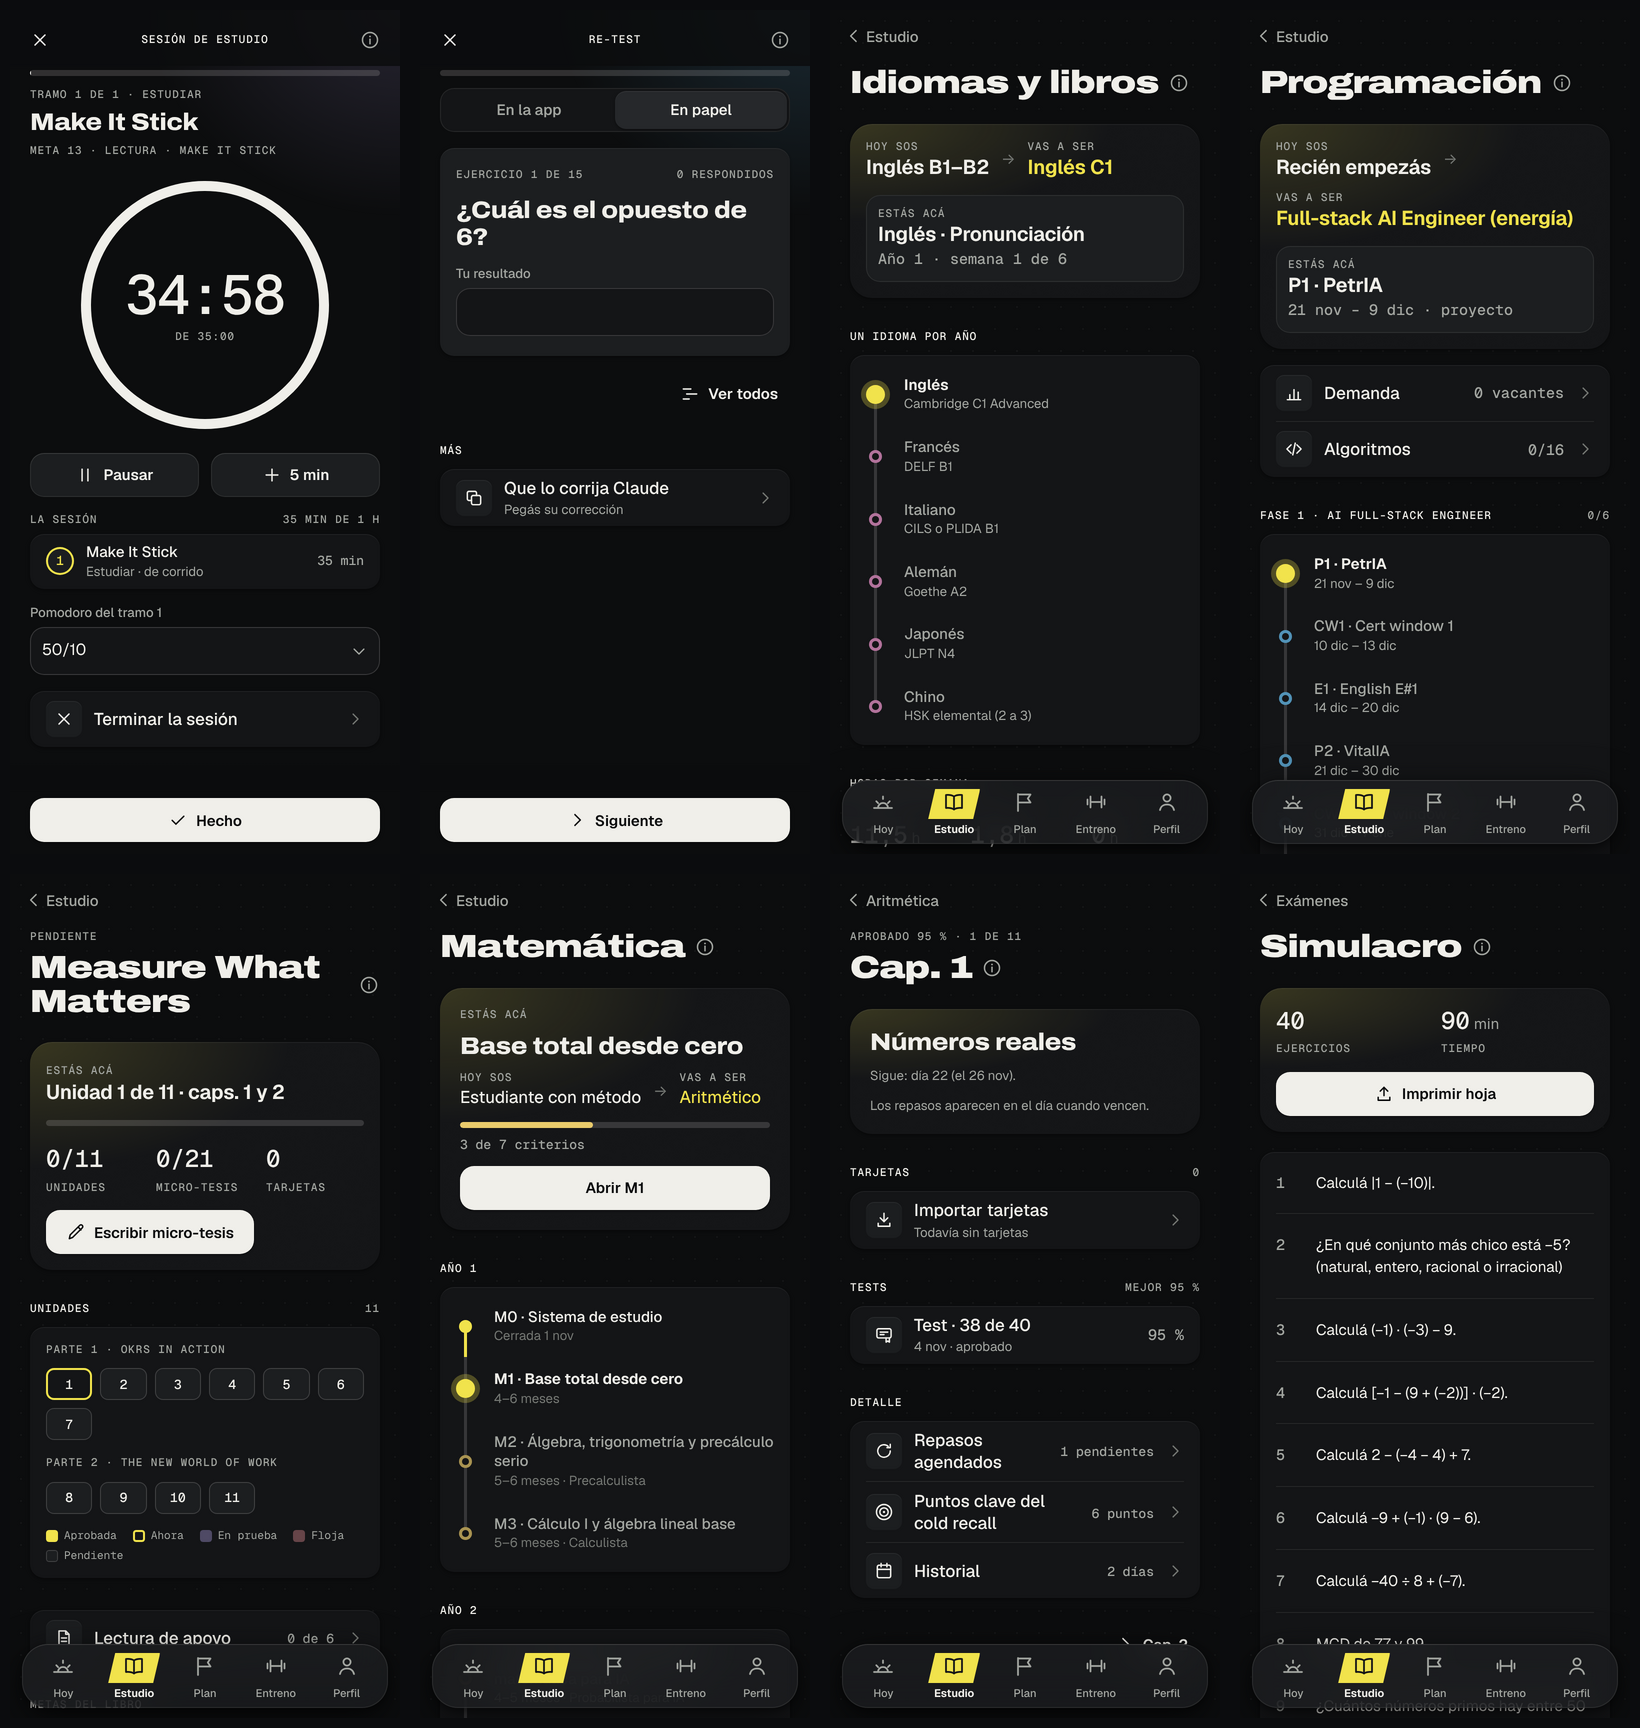 SESIÓN DE ESTUDIO
TRAMO 1 DE 1 · ESTUDIAR
Make It Stick
META 13 · LECTURA · MAKE IT STICK
34:58
DE 35:00
Pausar
5 min
LA SESIÓN
35 MIN DE 1 H
1
Make It Stick
Estudiar · de corrido
35 min
Pomodoro del tramo 1
50/10
Terminar la sesión
Hecho
RE-TEST
En la app
En papel
EJERCICIO 1 DE 15
0 RESPONDIDOS
¿Cuál es el opuesto de
6?
Tu resultado
Ver todos
MÁS
Que lo corrija Claude
Pegás su corrección
Siguiente
Estudio
Idiomas y libros
HOY SOS
Inglés B1–B2
VAS A SER
Inglés C1
ESTÁS ACÁ
Inglés · Pronunciación
Año 1 · semana 1 de 6
UN IDIOMA POR AÑO
Inglés
Cambridge C1 Advanced
Francés
DELF B1
Italiano
CILS o PLIDA B1
Alemán
Goethe A2
Japonés
JLPT N4
Chino
HSK elemental (2 a 3)
11,5 h
1,8 h
0 h
Hoy
Estudio
Plan
Entreno
Perfil
Estudio
Programación
HOY SOS
Recién empezás
VAS A SER
Full-stack AI Engineer (energía)
ESTÁS ACÁ
P1 · PetrIA
21 nov – 9 dic · proyecto
Demanda
0 vacantes
Algoritmos
0/16
FASE 1 · AI FULL-STACK ENGINEER
0/6
P1 · PetrIA
21 nov – 9 dic
CW1 · Cert window 1
10 dic – 13 dic
E1 · English E#1
14 dic – 20 dic
P2 · VitalIA
21 dic – 30 dic
Hoy
Estudio
Plan
Entreno
Perfil
Estudio
PENDIENTE
Measure What
Matters
ESTÁS ACÁ
Unidad 1 de 11 · caps. 1 y 2
0/11
UNIDADES
0/21
MICRO-TESIS
0
TARJETAS
Escribir micro-tesis
UNIDADES
11
PARTE 1 · OKRS IN ACTION
1
2
3
4
5
6
7
PARTE 2 · THE NEW WORLD OF WORK
8
9
10
11
Aprobada
Ahora
En prueba
Floja
Pendiente
Lectura de apoyo
0 de 6
METAS DEL LIBRO
Hoy
Estudio
Plan
Entreno
Perfil
Estudio
Matemática
ESTÁS ACÁ
Base total desde cero
HOY SOS
Estudiante con método
VAS A SER
Aritmético
3 de 7 criterios
Abrir M1
AÑO 1
M0 · Sistema de estudio
Cerrada 1 nov
M1 · Base total desde cero
4–6 meses
M2 · Álgebra, trigonometría y precálculo
serio
5–6 meses · Precalculista
M3 · Cálculo I y álgebra lineal base
5–6 meses · Calculista
AÑO 2
Hoy
Estudio
Plan
Entreno
Perfil
Aritmética
APROBADO 95 % · 1 DE 11
Cap. 1
Números reales
Sigue: día 22 (el 26 nov).
Los repasos aparecen en el día cuando vencen.
TARJETAS
0
Importar tarjetas
Todavía sin tarjetas
TESTS
MEJOR 95 %
Test · 38 de 40
4 nov · aprobado
95 %
DETALLE
Repasos
agendados
1 pendientes
Puntos clave del
cold recall
6 puntos
Historial
2 días
Cap. 2
Hoy
Estudio
Plan
Entreno
Perfil
Exámenes
Simulacro
40
EJERCICIOS
90 min
TIEMPO
Imprimir hoja
1
Calculá |1 – (–10)|.
2
¿En qué conjunto más chico está –5?
(natural, entero, racional o irracional)
3
Calculá (–1) · (–3) – 9.
4
Calculá [–1 – (9 + (–2))] · (–2).
5
Calculá 2 – (–4 – 4) + 7.
6
Calculá –9 + (–1) · (9 – 6).
7
Calculá –40 ÷ 8 + (–7).
8
MCD de 77 y 99
9
¿Cuántos números primos hay entre 50
Hoy
Estudio
Plan
Entreno
Perfil